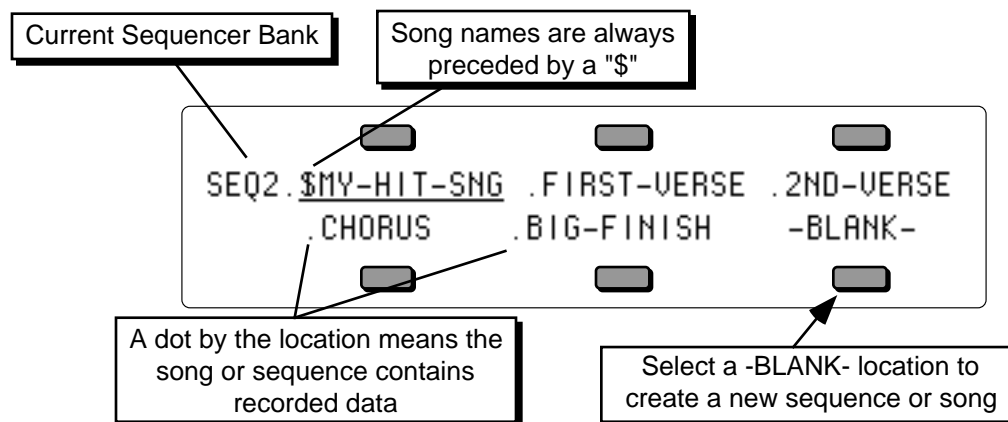 Current Sequencer Bank
Song names are always
preceded by a "$"
SEQ2.$MY-HIT-SNG .FIRST-VERSE .2ND-VERSE
.CHORUS .BIG-FINISH -BLANK-
A dot by the location means the
song or sequence contains
recorded data
Select a -BLANK- location to
create a new sequence or song